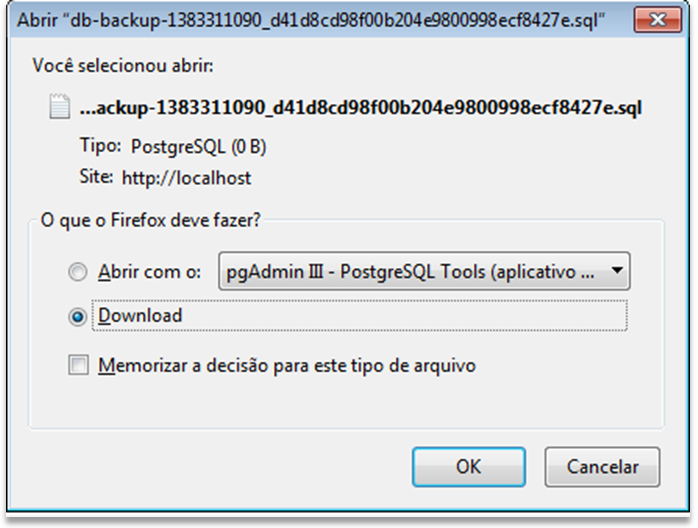 Abrir "db-backup-1383311090_d41d8cd98f00b204e9800998ecf8427e.sql"
Você selecionou abrir:
...ackup-1383311090_d41d8cd98f00b204e9800998ecf8427e.sql
Tipo: PostgreSQL (0 B)
Site: http://localhost
O que o Firefox deve fazer?
Abrir com o: pgAdmin III - PostgreSQL Tools (aplicativo ...
Download
Memorizar a decisão para este tipo de arquivo
OK Cancelar